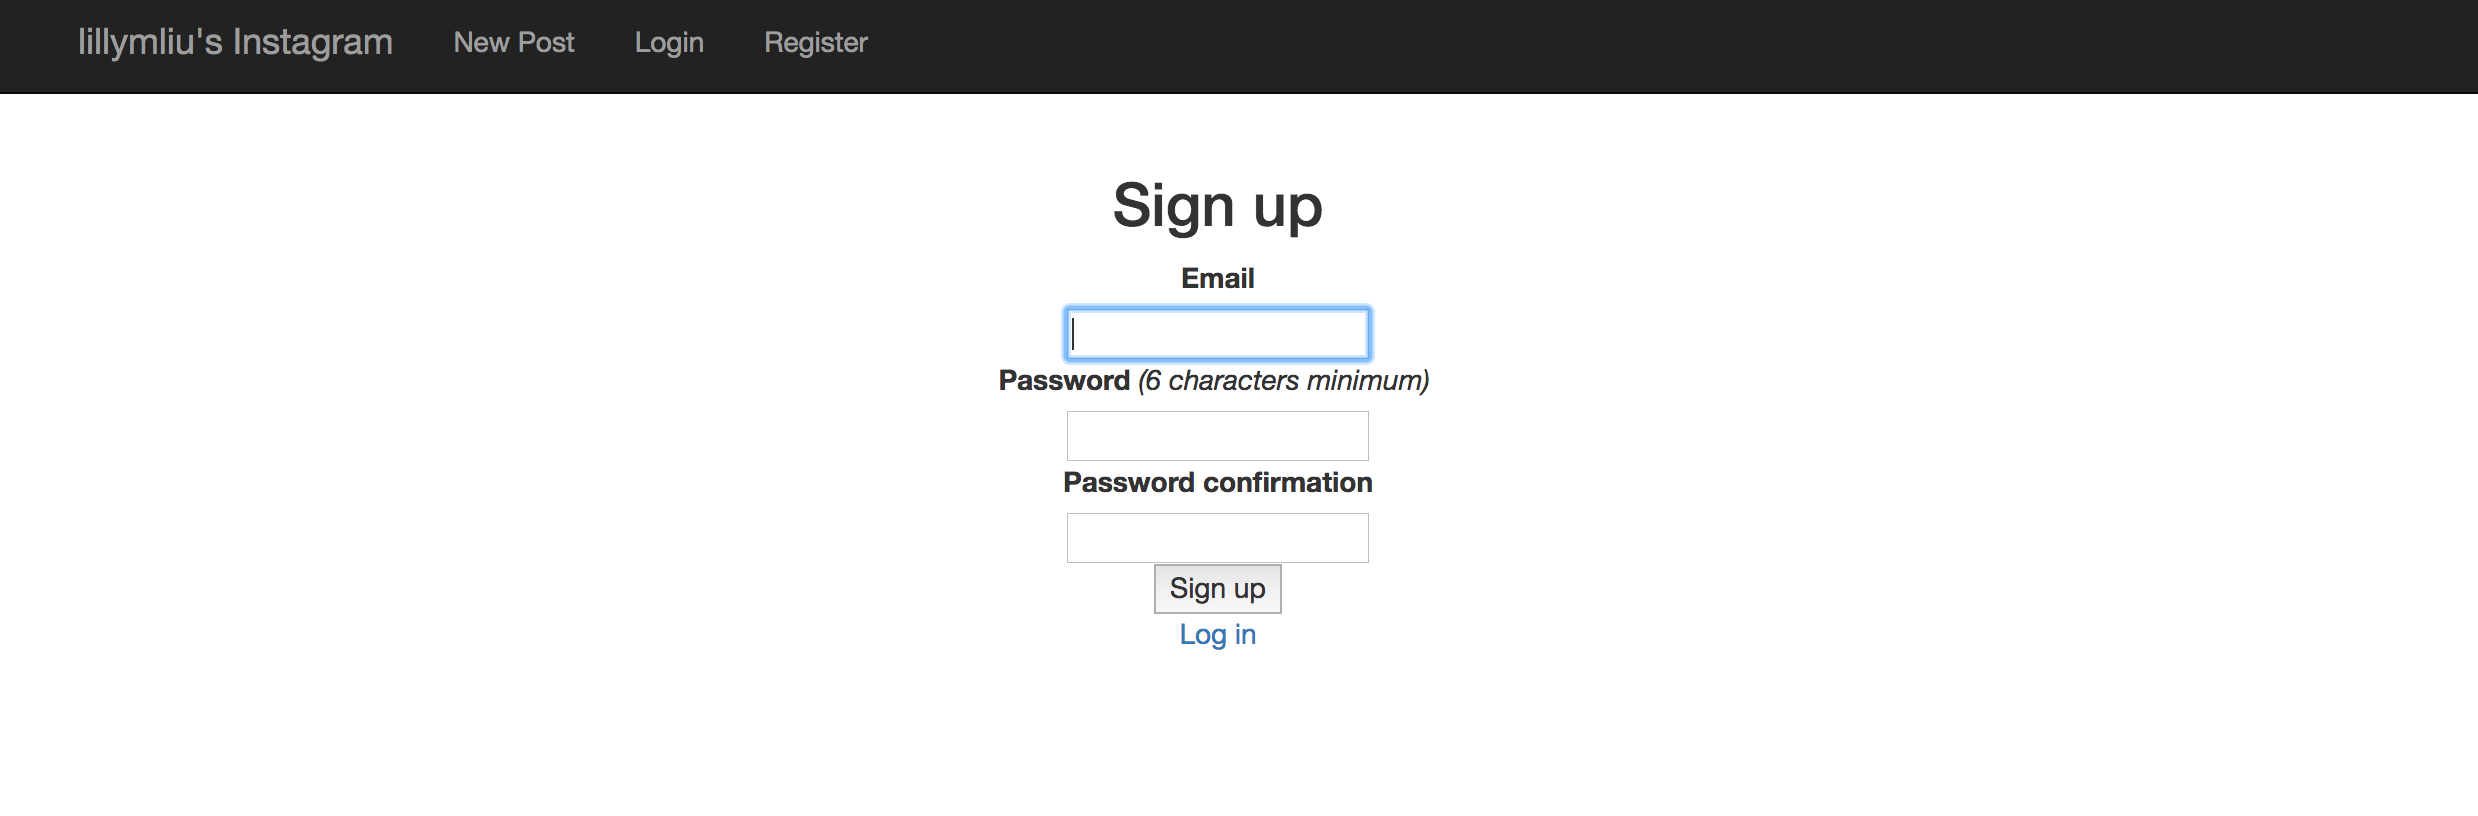 lillymliu's Instagram New Post Login Register
Sign up
Email
Password (6 characters minimum)
Password confirmation
Sign up
Log in